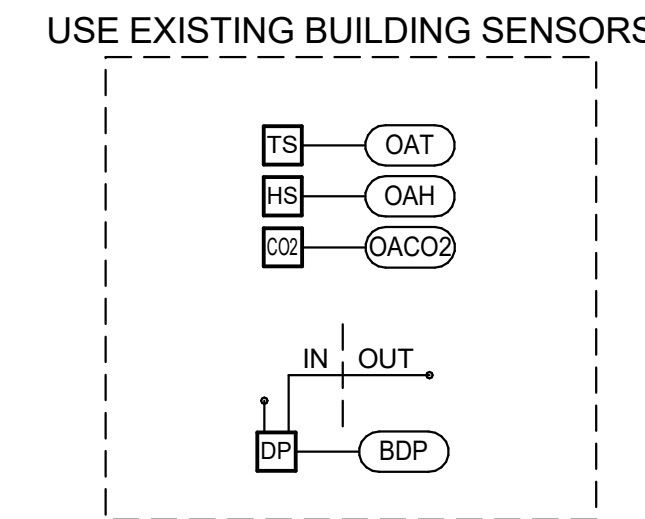 USE EXISTING BUILDING SENSORS
TS OAT
HS OAH
CO2 OACO2
IN OUT
DP BDP